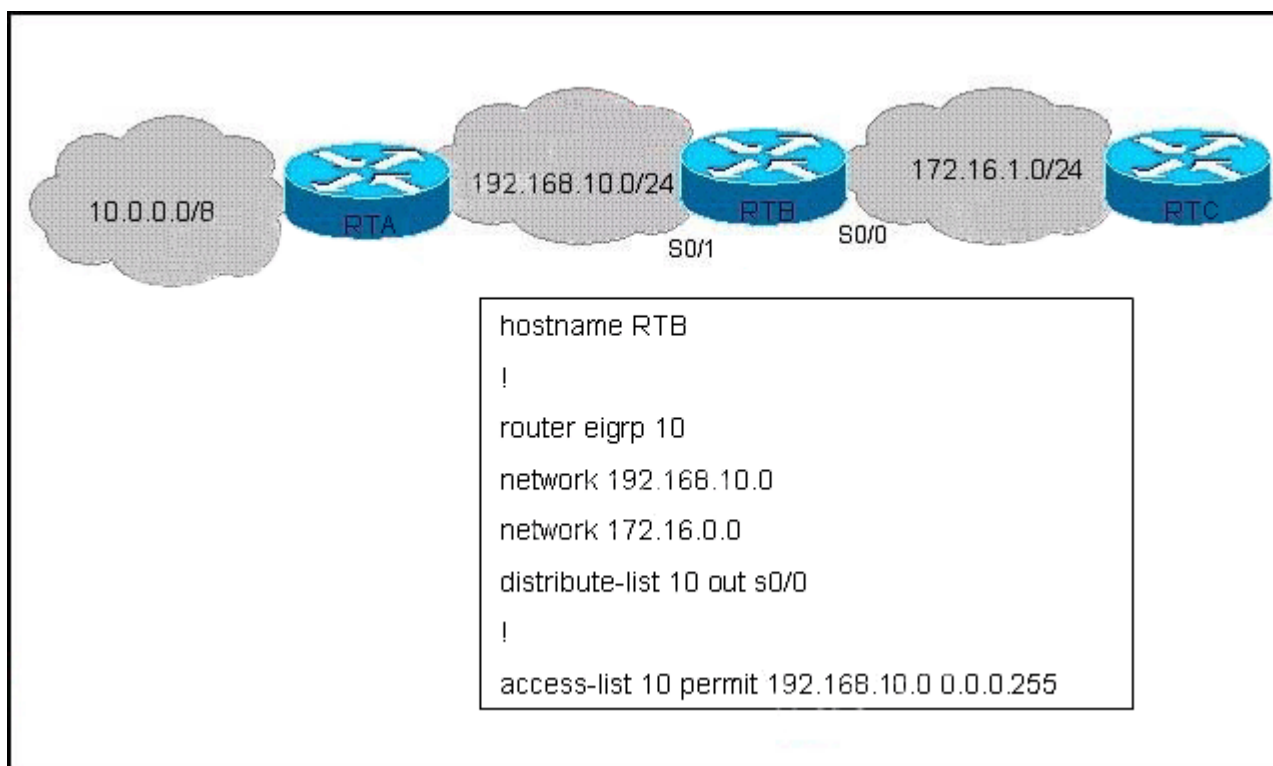 10.0.0.0/8
RTA
192.168.10.0/24
S0/1
RTB
S0/0
172.16.1.0/24
RTC
hostname RTB
!
router eigrp 10
network 192.168.10.0
network 172.16.0.0
distribute-list 10 out s0/0
!
access-list 10 permit 192.168.10.0 0.0.0.255